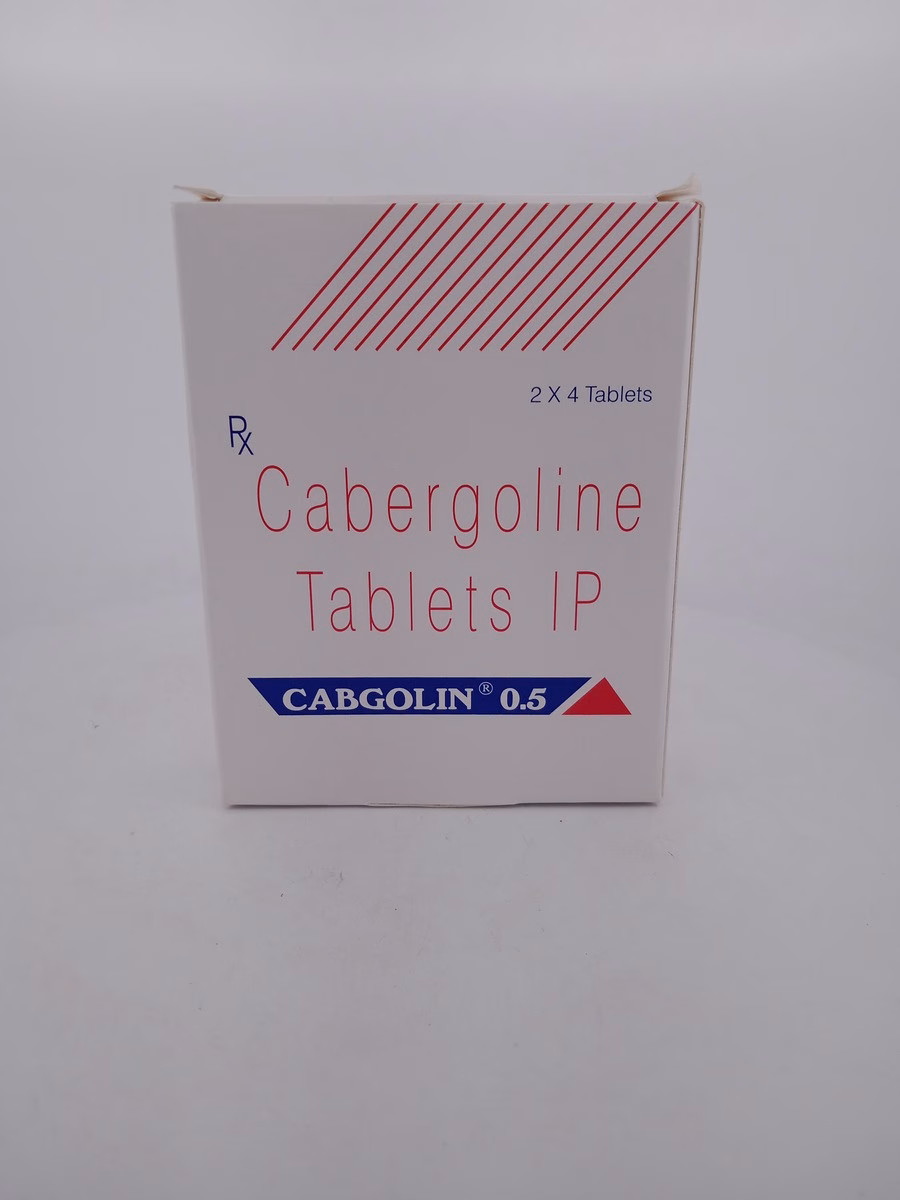 2 X 4 Tablets
Rx
Cabergoline
Tablets IP
CABGOLIN® 0.5